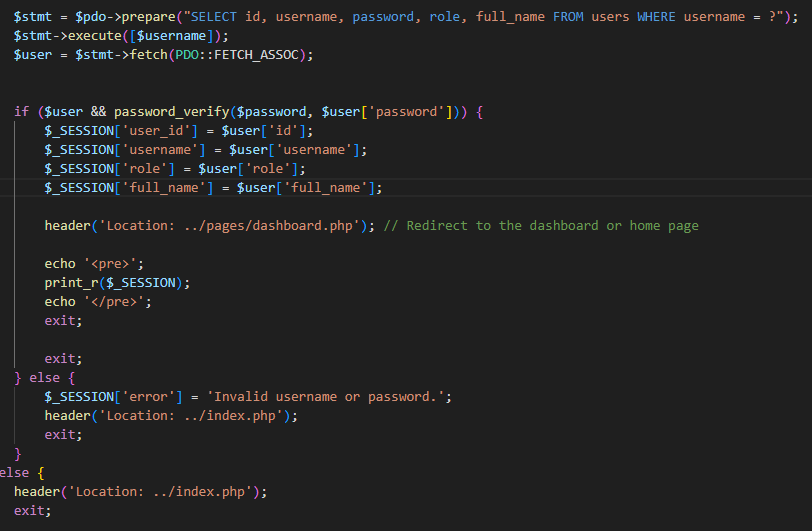 $stmt = $pdo->prepare("SELECT id, username, password, role, full_name FROM users WHERE username = ?");
$stmt->execute([$username]);
$user = $stmt->fetch(PDO::FETCH_ASSOC);
if ($user && password_verify($password, $user['password'])) {
$_SESSION['user_id'] = $user['id'];
$_SESSION['username'] = $user['username'];
$_SESSION['role'] = $user['role'];
$_SESSION['full_name'] = $user['full_name'];
header('Location: ../pages/dashboard.php'); // Redirect to the dashboard or home page
echo '<pre>';
print_r($_SESSION);
echo '</pre>';
exit;
exit;
} else {
$_SESSION['error'] = 'Invalid username or password.';
header('Location: ../index.php');
exit;
}
else {
header('Location: ../index.php');
exit;